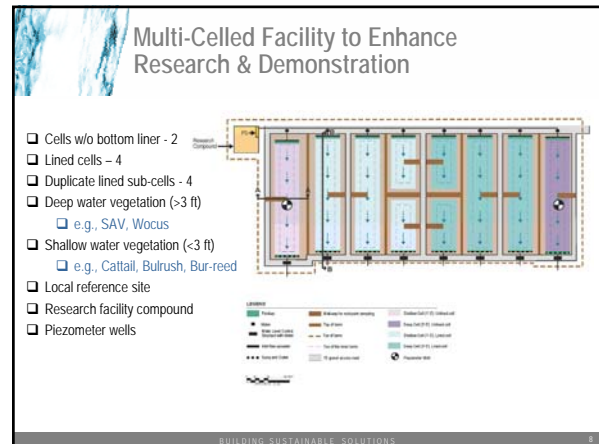 Multi-Celled Facility to Enhance
Research & Demonstration
Cells w/o bottom liner - 2
Lined cells – 4
Duplicate lined sub-cells - 4
Deep water vegetation (>3 ft)
e.g., SAV, Wocus
Shallow water vegetation (<3 ft)
e.g., Cattail, Bulrush, Bur-reed
Local reference site
Research facility compound
Piezometer wells
Research
Compound
PS
A
A
B
B
LEGEND
BUILDING SUSTAINABLE SOLUTIONS
8